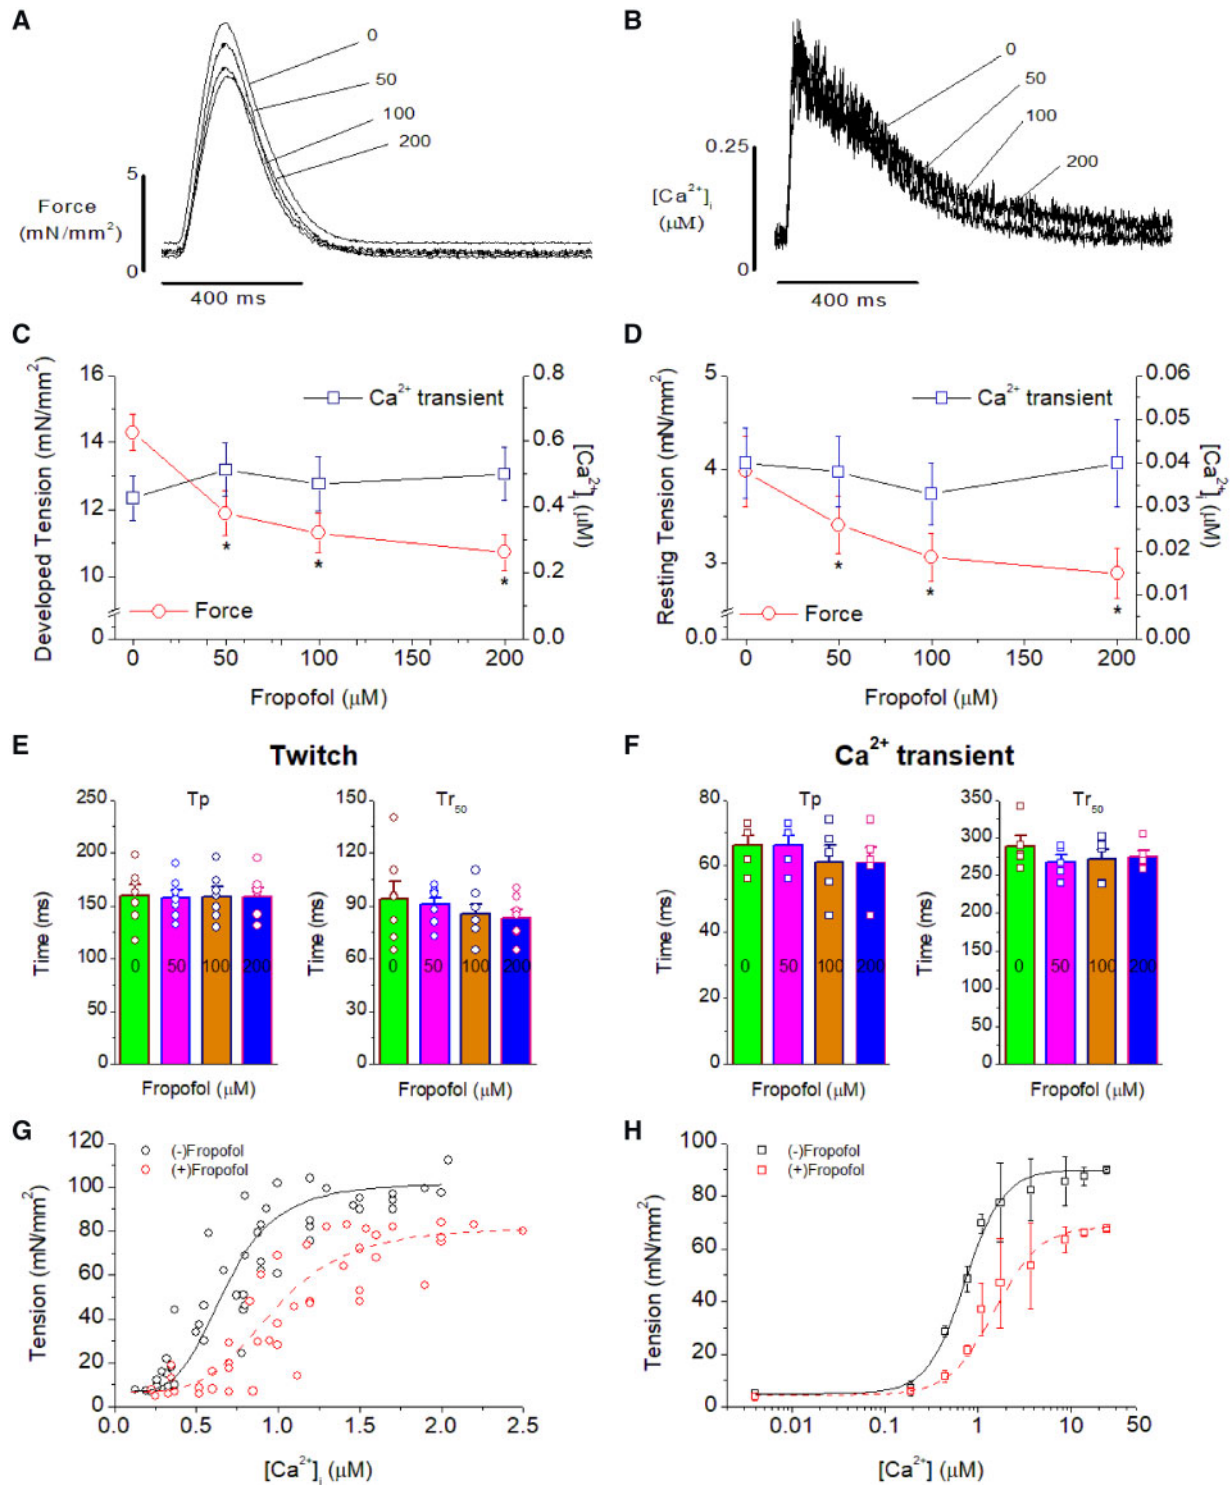 A
0
50
100
200
5
Force
(mN/mm²)
0
400 ms
B
0
50
100
200
0.25
[Ca²⁺]ᵢ
(µM)
0
400 ms
C
Developed Tension (mN/mm²)
16
14
12
10
0
Ca²⁺ transient
Force
*
*
*
0.8
0.6
0.4
0.2
0.0
[Ca²⁺]ᵢ (µM)
0 50 100 150 200
Fropofol (µM)
D
Resting Tension (mN/mm²)
5
4
3
0.0
Ca²⁺ transient
Force
*
*
*
0.06
0.05
0.04
0.03
0.02
0.01
0.00
[Ca²⁺]ᵢ (µM)
0 50 100 150 200
Fropofol (µM)
E
Twitch
Tp
Time (ms)
250
200
150
100
50
0
0 50 100 200
Fropofol (µM)
Tr₅₀
Time (ms)
150
120
90
60
30
0
0 50 100 200
Fropofol (µM)
F
Ca²⁺ transient
Tp
Time (ms)
80
60
40
20
0
0 50 100 200
Fropofol (µM)
Tr₅₀
Time (ms)
350
300
250
200
150
100
50
0
0 50 100 200
Fropofol (µM)
G
(-)Fropofol
(+)Fropofol
Tension (mN/mm²)
120
100
80
60
40
20
0
0.0 0.5 1.0 1.5 2.0 2.5
[Ca²⁺]ᵢ (µM)
H
(-)Fropofol
(+)Fropofol
Tension (mN/mm²)
100
80
60
40
20
0
0.01 0.1 1 10 50
[Ca²⁺] (µM)